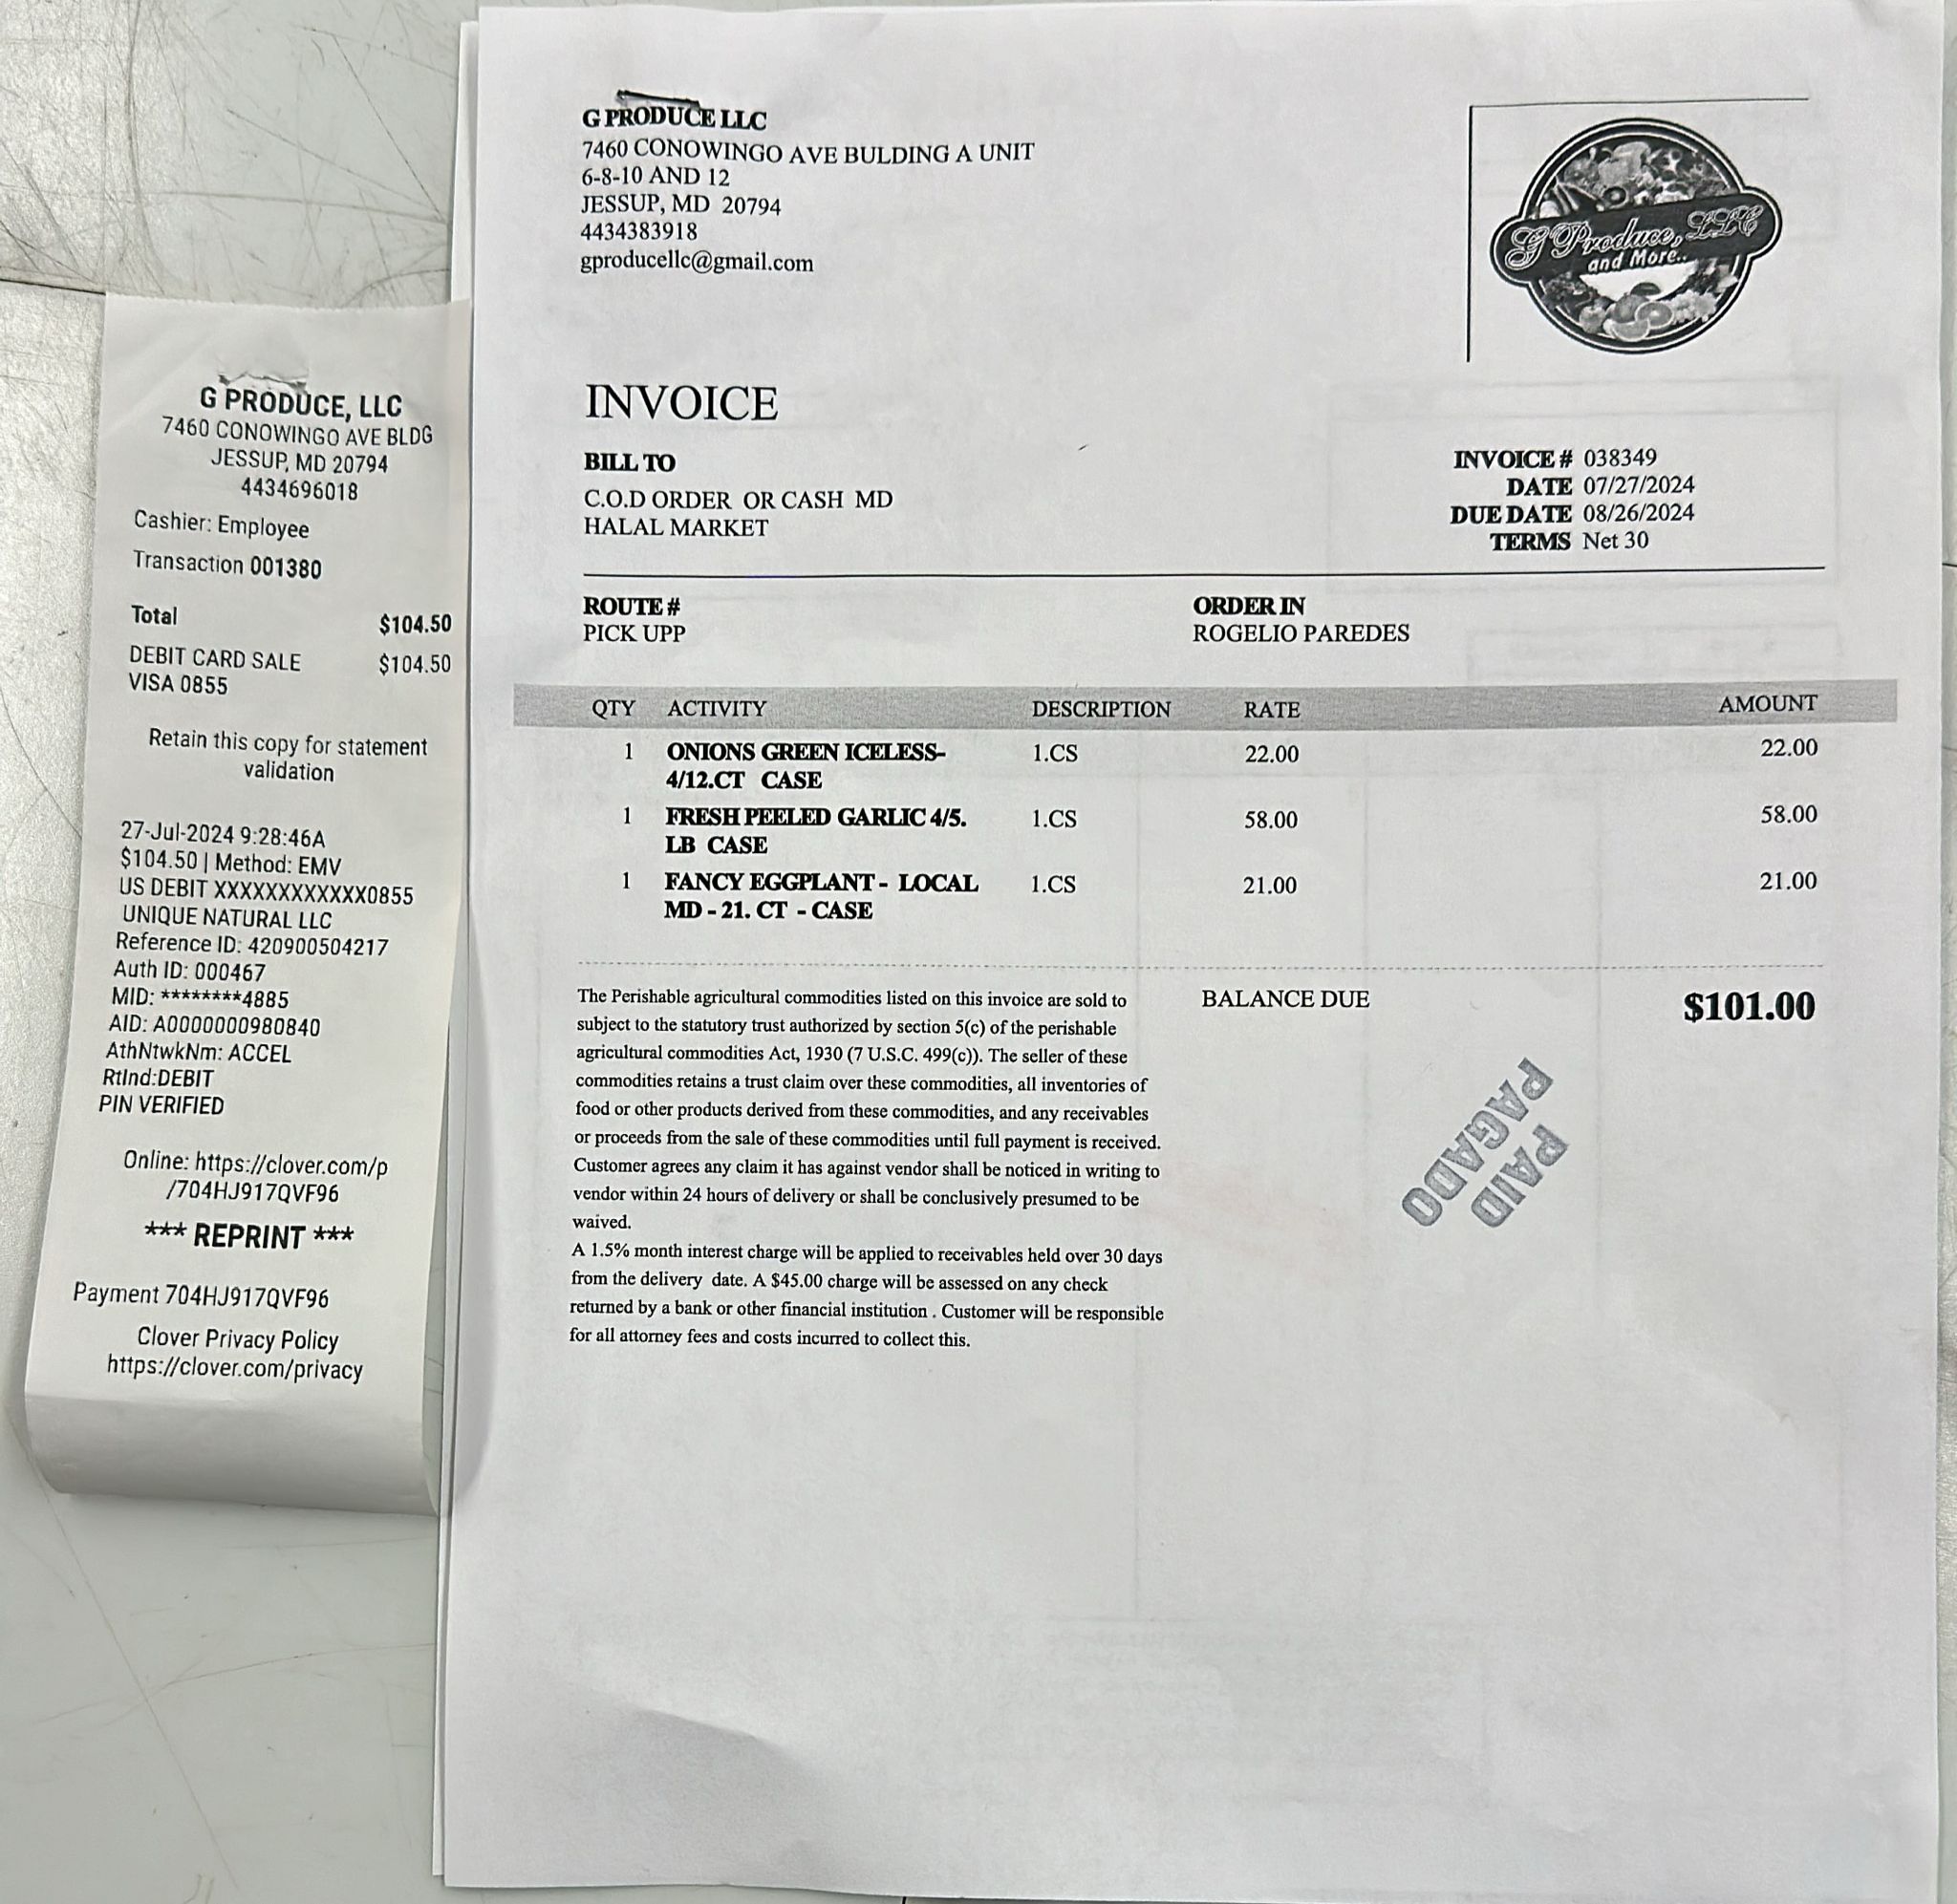 G PRODUCE, LLC
7460 CONOWINGO AVE BLDG
JESSUP, MD 20794
4434696018
Cashier: Employee
Transaction 001380
Total $104.50
DEBIT CARD SALE $104.50
VISA 0855
Retain this copy for statement
validation
27-Jul-2024 9:28:46A
$104.50 | Method: EMV
US DEBIT XXXXXXXXXXXX0855
UNIQUE NATURAL LLC
Reference ID: 420900504217
Auth ID: 000467
MID: ********4885
AID: A0000000980840
AthNtwkNm: ACCEL
RtInd:DEBIT
PIN VERIFIED
Online: https://clover.com/p
/704HJ917QVF96
*** REPRINT ***
Payment 704HJ917QVF96
Clover Privacy Policy
https://clover.com/privacy
G PRODUCE LLC
7460 CONOWINGO AVE BULDING A UNIT
6-8-10 AND 12
JESSUP, MD 20794
4434383918
gproducellc@gmail.com
G Produce, LLC
and More..
INVOICE
BILL TO
C.O.D ORDER OR CASH MD
HALAL MARKET
INVOICE # 038349
DATE 07/27/2024
DUE DATE 08/26/2024
TERMS Net 30
ROUTE # ORDER IN
PICK UPP ROGELIO PAREDES
QTY ACTIVITY DESCRIPTION RATE AMOUNT
1 ONIONS GREEN ICELESS- 1.CS 22.00 22.00
4/12.CT CASE
1 FRESH PEELED GARLIC 4/5. 1.CS 58.00 58.00
LB CASE
1 FANCY EGGPLANT - LOCAL 1.CS 21.00 21.00
MD - 21. CT - CASE
BALANCE DUE $101.00
The Perishable agricultural commodities listed on this invoice are sold to
subject to the statutory trust authorized by section 5(c) of the perishable
agricultural commodities Act, 1930 (7 U.S.C. 499(c)). The seller of these
commodities retains a trust claim over these commodities, all inventories of
food or other products derived from these commodities, and any receivables
or proceeds from the sale of these commodities until full payment is received.
Customer agrees any claim it has against vendor shall be noticed in writing to
vendor within 24 hours of delivery or shall be conclusively presumed to be
waived.
A 1.5% month interest charge will be applied to receivables held over 30 days
from the delivery date. A $45.00 charge will be assessed on any check
returned by a bank or other financial institution . Customer will be responsible
for all attorney fees and costs incurred to collect this.
PAID
PAGADO